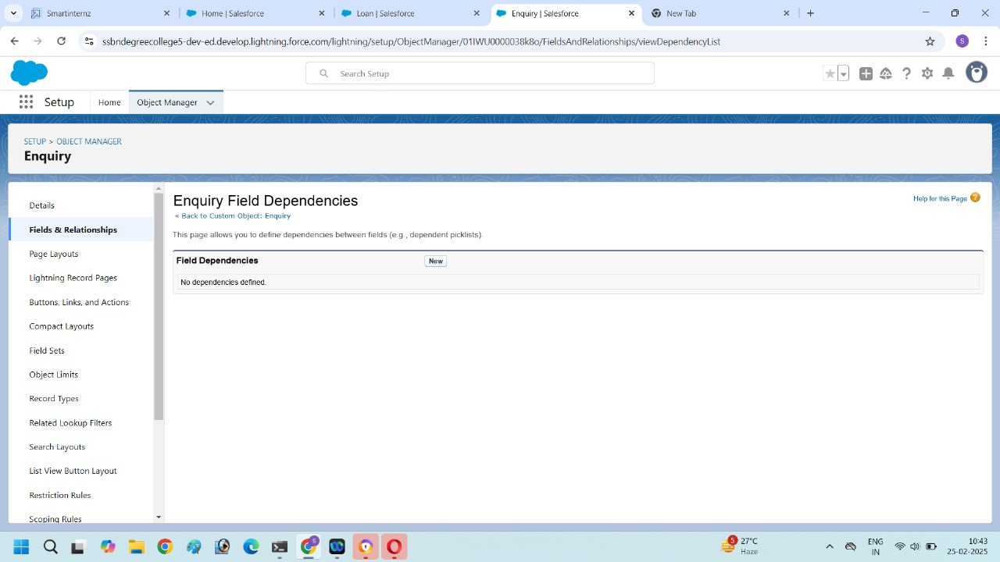 Smartinternz
Home | Salesforce
Loan | Salesforce
Enquiry | Salesforce
New Tab
ssbndegreecollege5-dev-ed.develop.lightning.force.com/lightning/setup/ObjectManager/01IWU0000038k8o/FieldsAndRelationships/viewDependencyList
S
Search Setup
Setup
Home
Object Manager
SETUP > OBJECT MANAGER
Enquiry
Details
Fields & Relationships
Page Layouts
Lightning Record Pages
Buttons, Links, and Actions
Compact Layouts
Field Sets
Object Limits
Record Types
Related Lookup Filters
Search Layouts
List View Button Layout
Restriction Rules
Scoping Rules
Enquiry Field Dependencies
Help for this Page ?
« Back to Custom Object: Enquiry
This page allows you to define dependencies between fields (e.g., dependent picklists).
Field Dependencies
New
No dependencies defined.
S
5
27°C
Haze
ENG
IN
10:43
25-02-2025